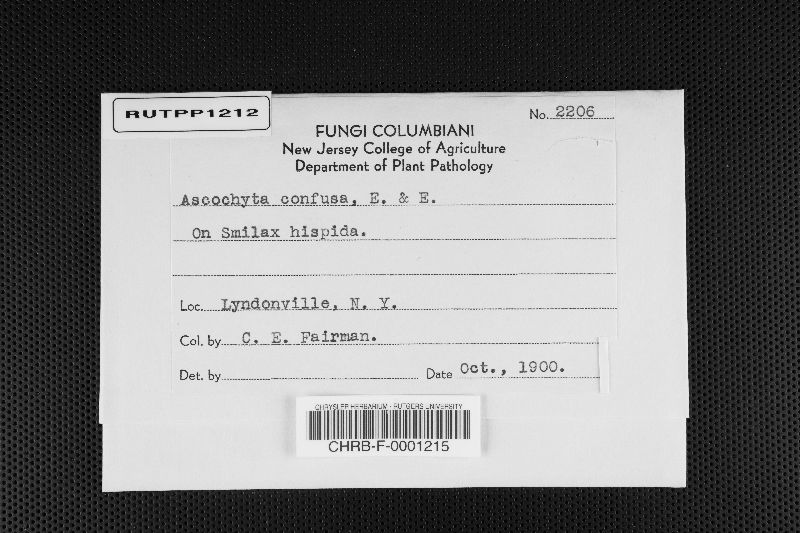 RUTPP1212
No. 2206
FUNGI COLUMBIANI
New Jersey College of Agriculture
Department of Plant Pathology
Ascochyta confusa, E. & E.
On Smilax hispida.
Loc. Lyndonville, N. Y.
Col. by C. E. Fairman.
Det. by Date Oct., 1900.
CHRYSLER HERBARIUM - RUTGERS UNIVERSITY
CHRB-F-0001215